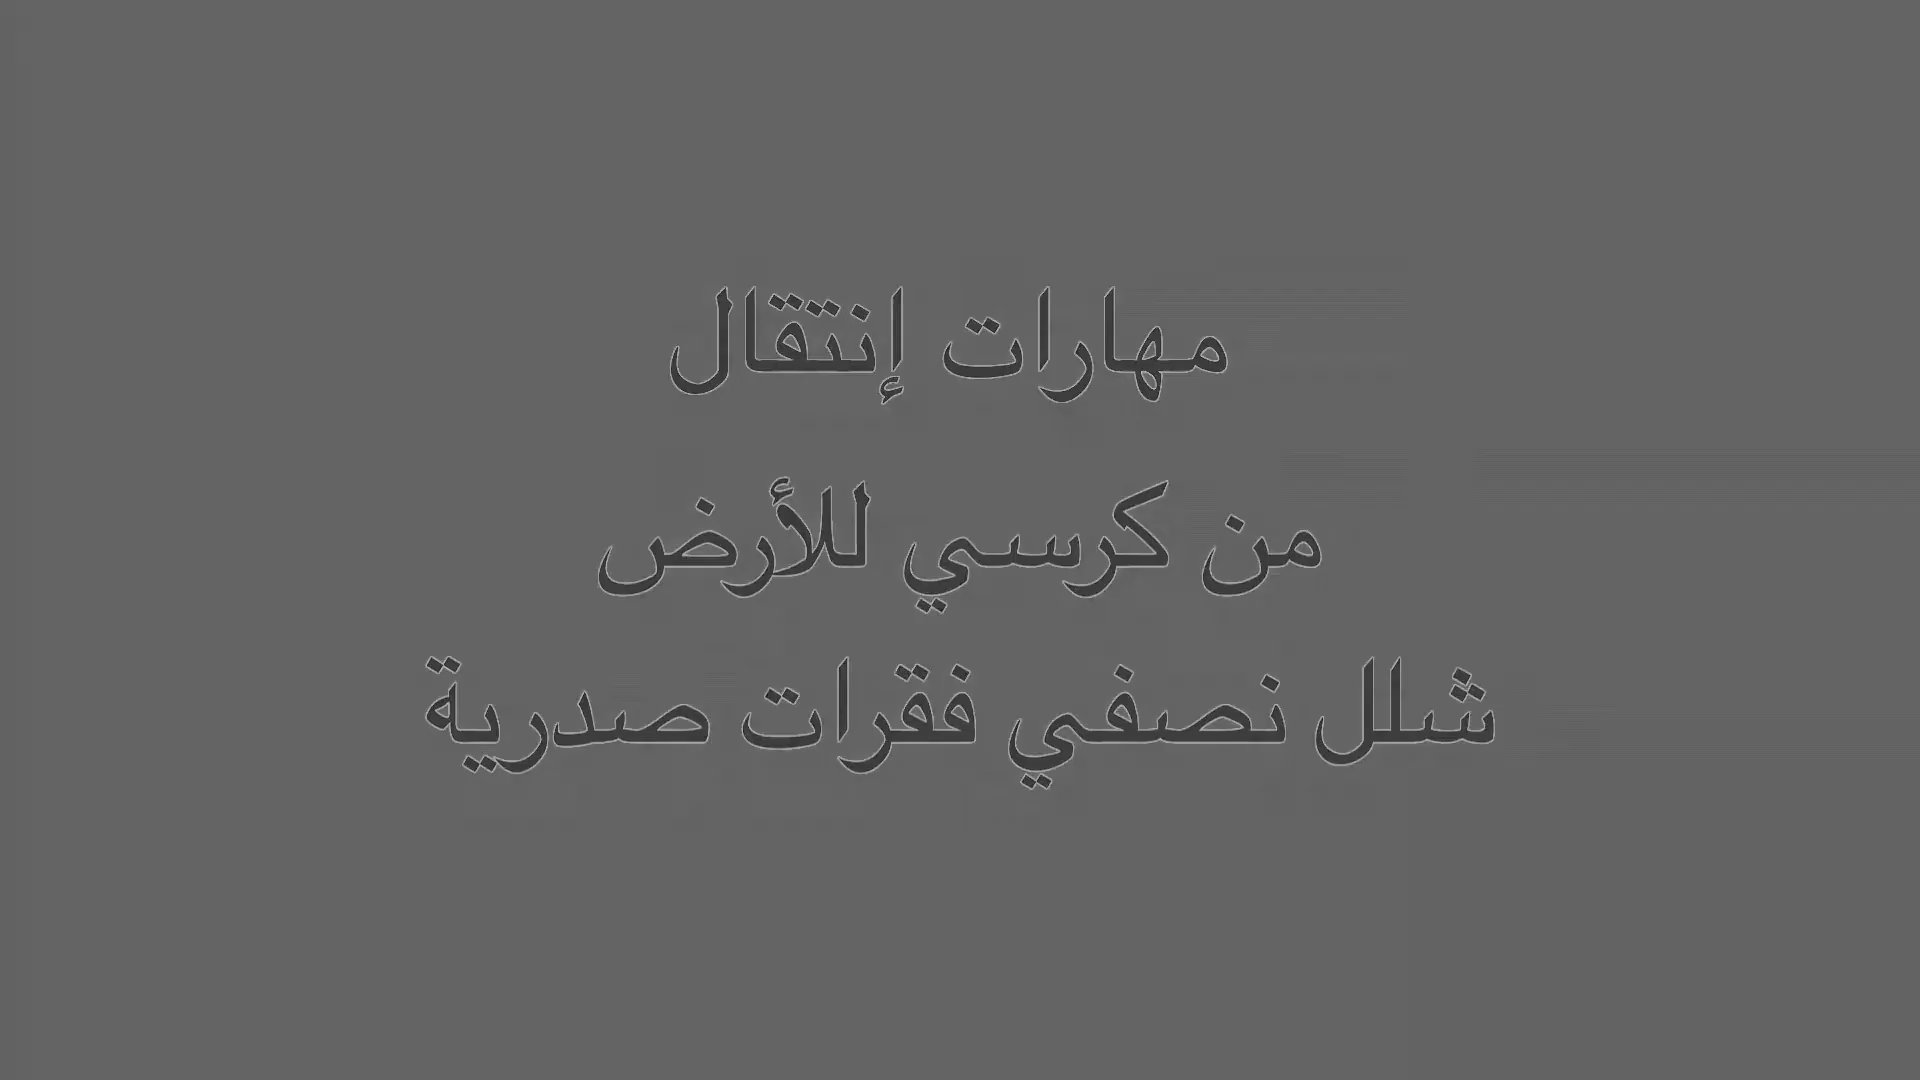 مهارات إنتقال
من كرسي للأرض
شلل نصفي فقرات صدرية